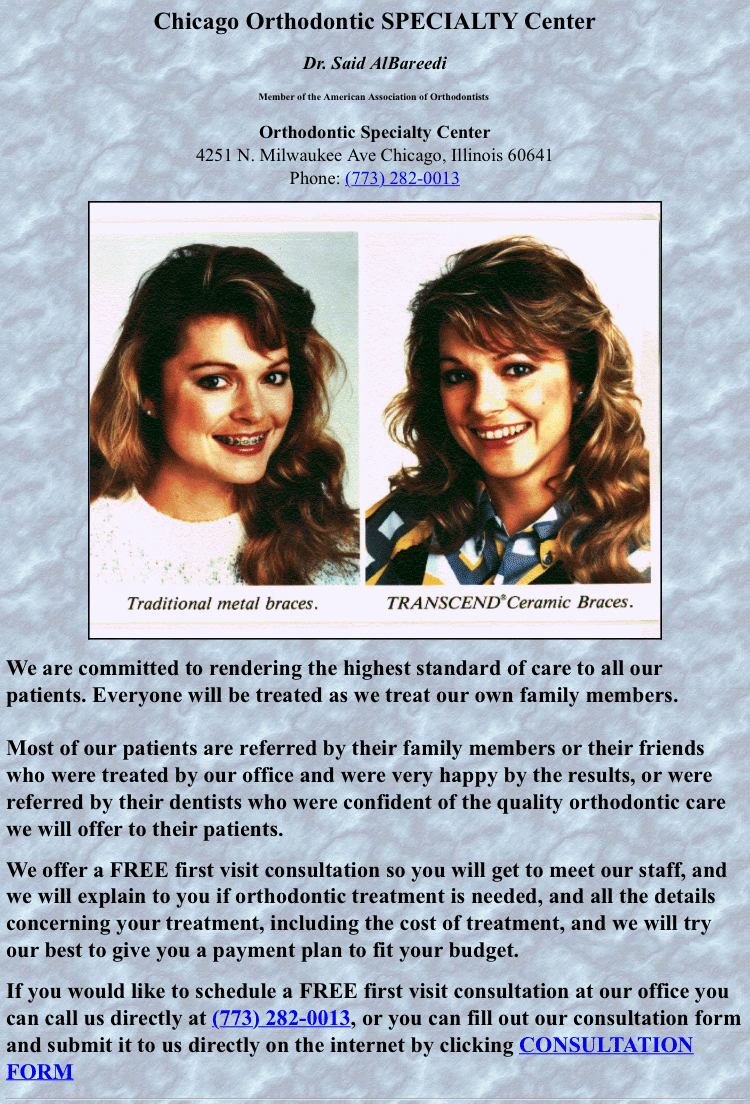 Chicago Orthodontic SPECIALTY Center
Dr. Said AlBareedi
Member of the American Association of Orthodontists
Orthodontic Specialty Center
4251 N. Milwaukee Ave Chicago, Illinois 60641
Phone: (773) 282-0013
Traditional metal braces. TRANSCEND® Ceramic Braces.
We are committed to rendering the highest standard of care to all our
patients. Everyone will be treated as we treat our own family members.
Most of our patients are referred by their family members or their friends
who were treated by our office and were very happy by the results, or were
referred by their dentists who were confident of the quality orthodontic care
we will offer to their patients.
We offer a FREE first visit consultation so you will get to meet our staff, and
we will explain to you if orthodontic treatment is needed, and all the details
concerning your treatment, including the cost of treatment, and we will try
our best to give you a payment plan to fit your budget.
If you would like to schedule a FREE first visit consultation at our office you
can call us directly at (773) 282-0013, or you can fill out our consultation form
and submit it to us directly on the internet by clicking CONSULTATION
FORM